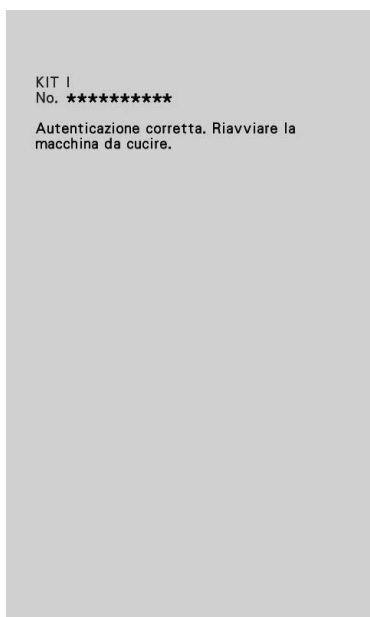 KIT I
No. **********
Autenticazione corretta. Riavviare la
macchina da cucire.